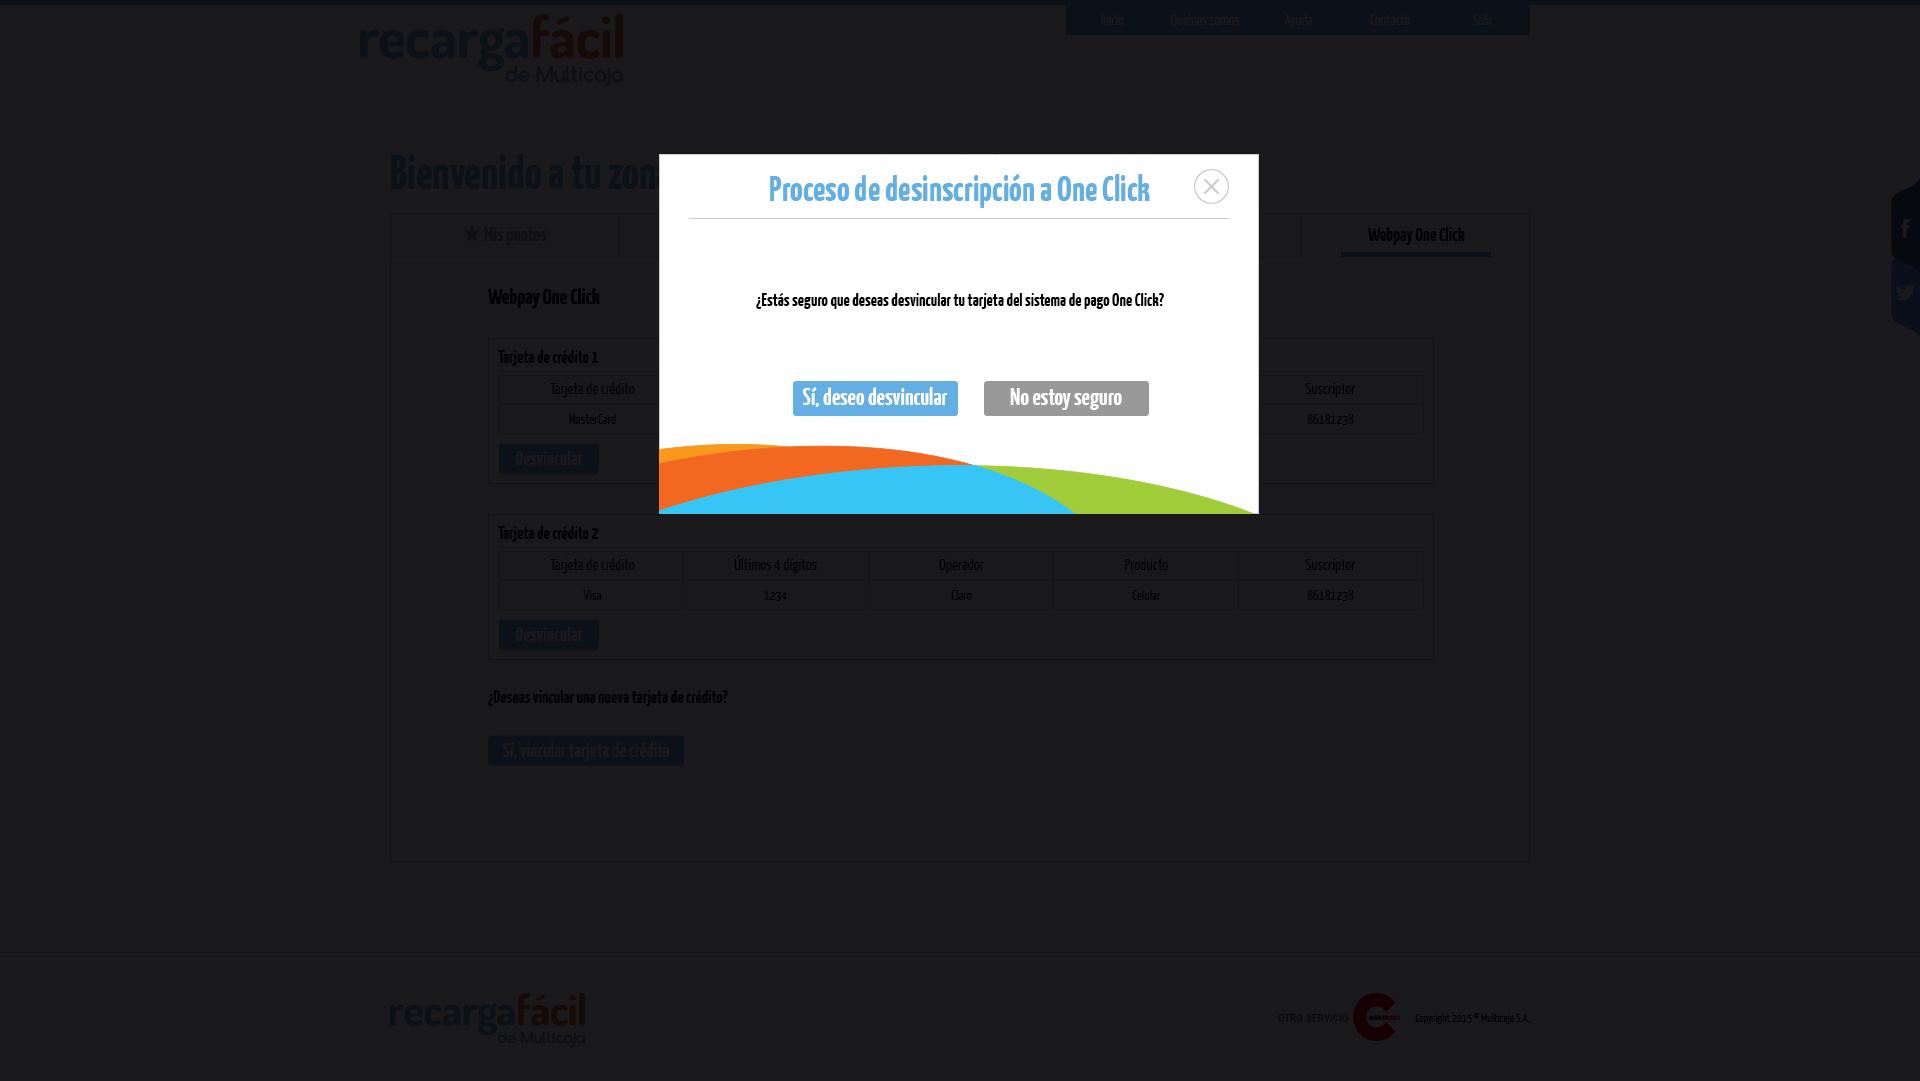 recargafácil
de Multicaja
Inicio
Quiénes somos
Ayuda
Contacto
Salir
Bienvenido a tu zon
Mis puntos
Webpay One Click
Webpay One Click
Tarjeta de crédito 1
Tarjeta de crédito
Suscriptor
MasterCard
86181238
Desvincular
Proceso de desinscripción a One Click
¿Estás seguro que deseas desvincular tu tarjeta del sistema de pago One Click?
Sí, deseo desvincular
No estoy seguro
Tarjeta de crédito 2
Tarjeta de crédito
Últimos 4 dígitos
Operador
Producto
Suscriptor
Visa
1234
Claro
Celular
86181238
Desvincular
¿Deseas vincular una nueva tarjeta de crédito?
Sí, vincular tarjeta de crédito
recargafácil
de Multicaja
OTRO SERVICIO
Copyright 2015 © Multicaja S.A.